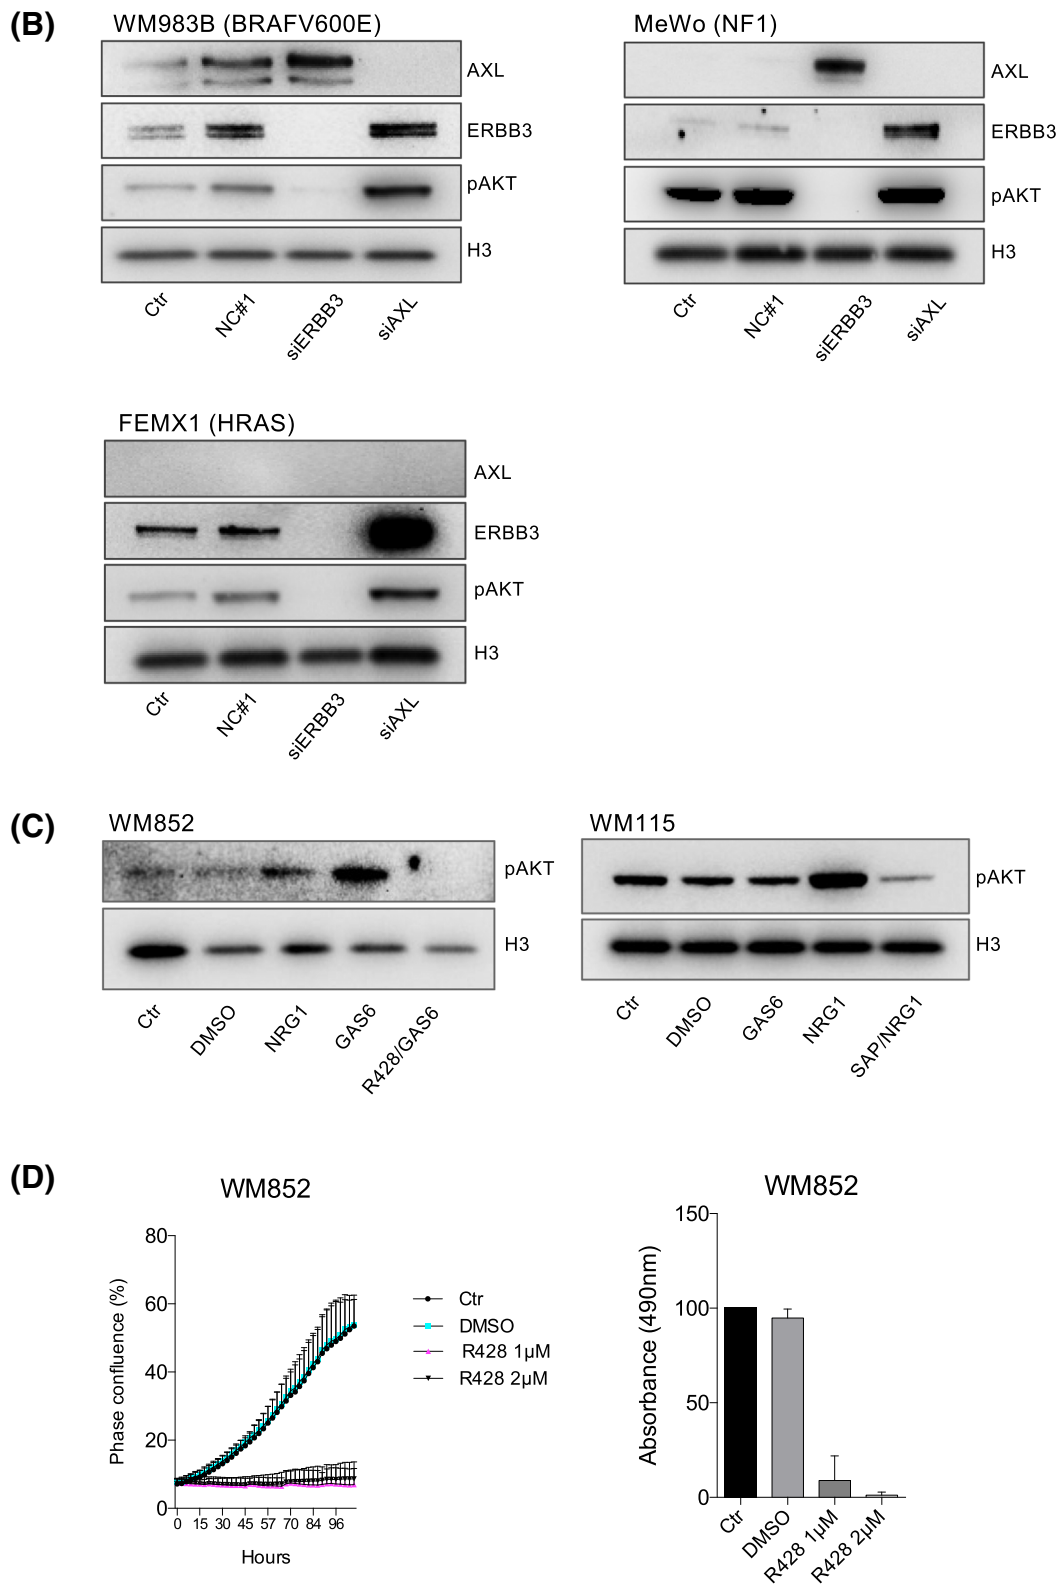 (B)
WM983B (BRAFV600E)
AXL
ERBB3
pAKT
H3
Ctr
NC#1
siERBB3
siAXL
MeWo (NF1)
AXL
ERBB3
pAKT
H3
Ctr
NC#1
siERBB3
siAXL
FEMX1 (HRAS)
AXL
ERBB3
pAKT
H3
Ctr
NC#1
siERBB3
siAXL
(C)
WM852
pAKT
H3
Ctr
DMSO
NRG1
GAS6
R428/GAS6
WM115
pAKT
H3
Ctr
DMSO
GAS6
NRG1
SAP/NRG1
(D)
WM852
Phase confluence (%)
80
60
40
20
0
0 15 30 45 57 70 84 96
Hours
Ctr
DMSO
R428 1µM
R428 2µM
WM852
Absorbance (490nm)
150
100
50
0
Ctr
DMSO
R428 1µM
R428 2µM